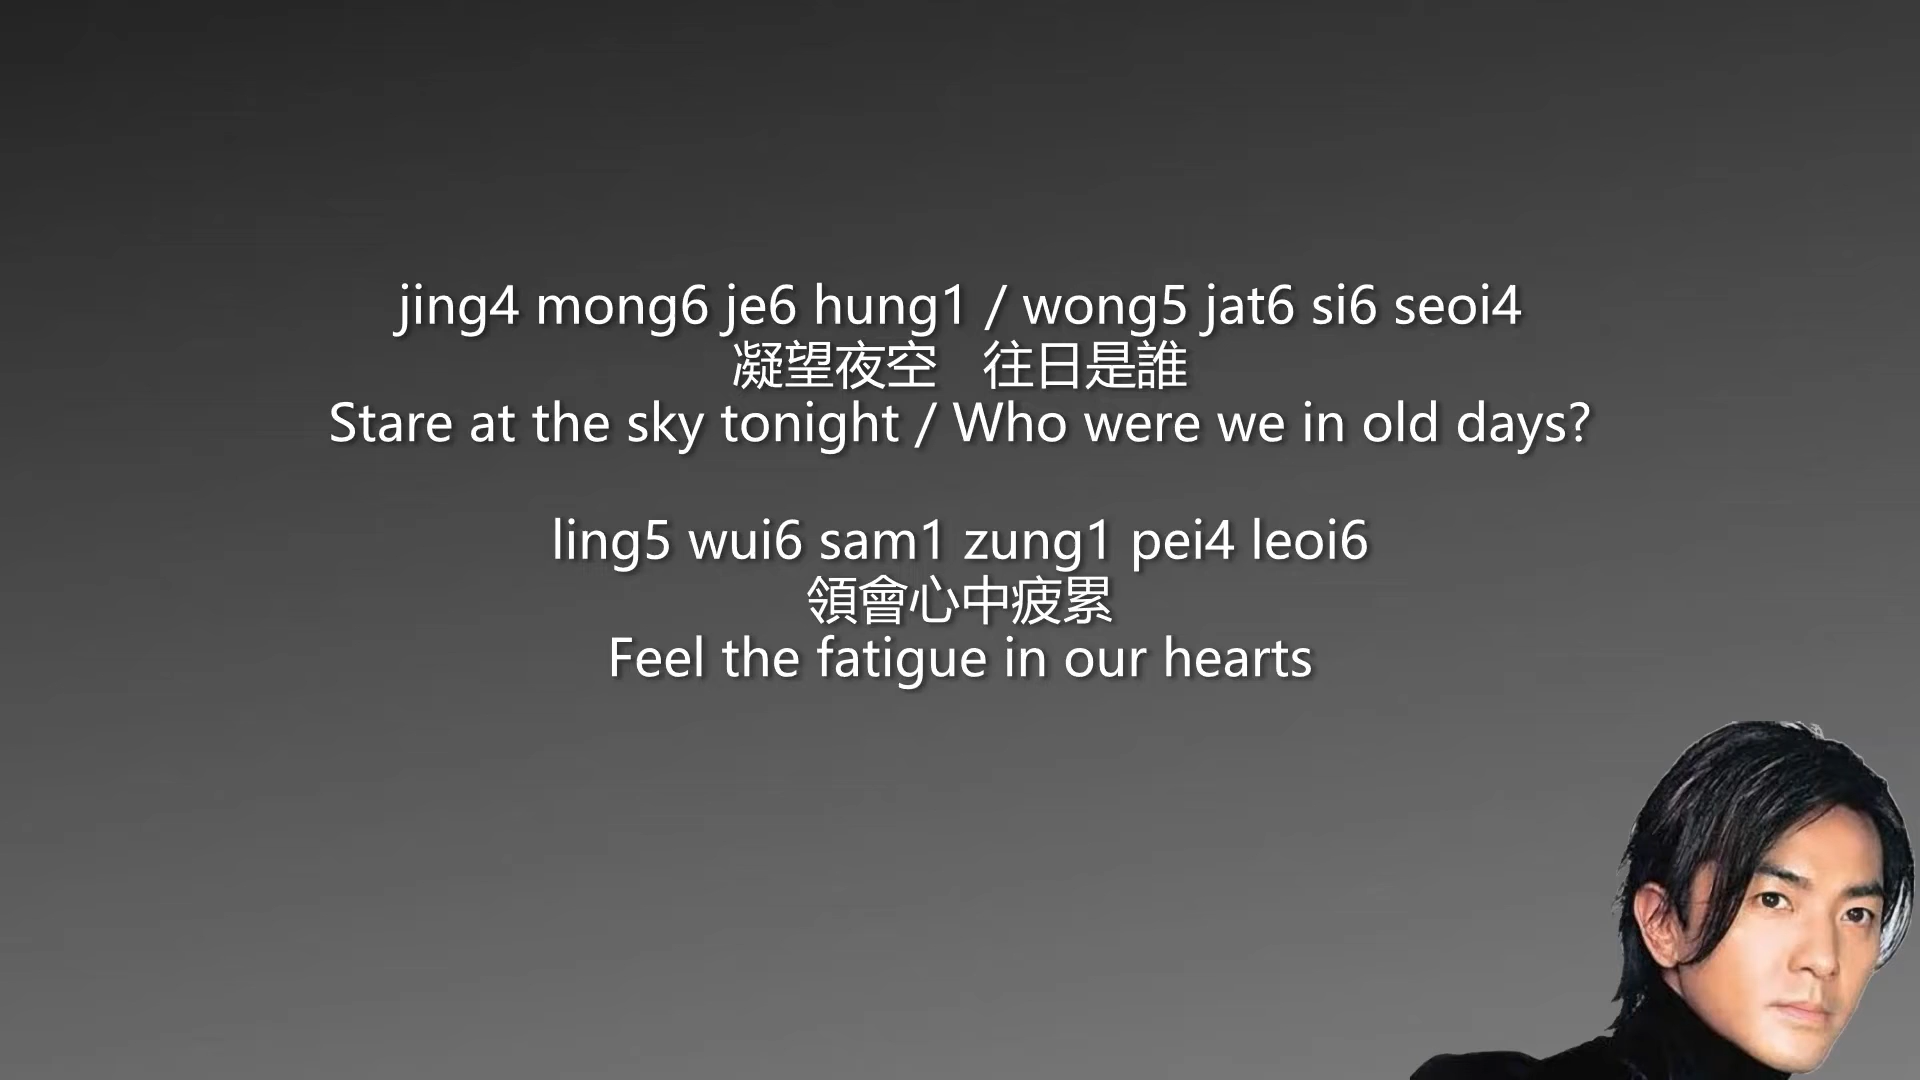 jing4 mong6 je6 hung1 / wong5 jat6 si6 seoi4
凝望夜空　往日是誰
Stare at the sky tonight / Who were we in old days?
ling5 wui6 sam1 zung1 pei4 leoi6
領會心中疲累
Feel the fatigue in our hearts